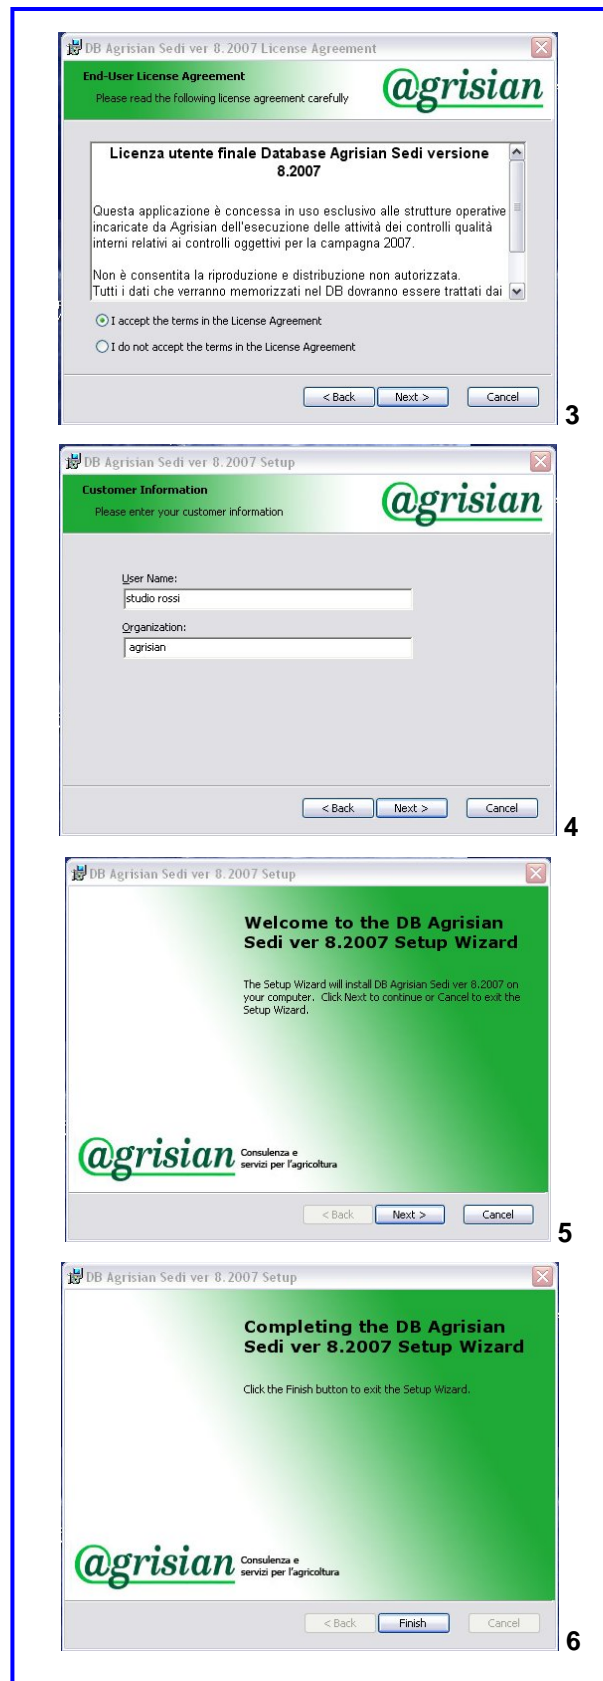 DB Agrisian Sedi ver 8.2007 License Agreement
End-User License Agreement
Please read the following license agreement carefully
@grisian
Licenza utente finale Database Agrisian Sedi versione
8.2007
Questa applicazione è concessa in uso esclusivo alle strutture operative
incaricate da Agrisian dell'esecuzione delle attività dei controlli qualità
interni relativi ai controlli oggettivi per la campagna 2007.
Non è consentita la riproduzione e distribuzione non autorizzata.
Tutti i dati che verranno memorizzati nel DB dovranno essere trattati dai
I accept the terms in the License Agreement
I do not accept the terms in the License Agreement
< Back Next > Cancel
3
DB Agrisian Sedi ver 8.2007 Setup
Customer Information
Please enter your customer information
@grisian
User Name:
studio rossi
Organization:
agrisian
< Back Next > Cancel
4
DB Agrisian Sedi ver 8.2007 Setup
Welcome to the DB Agrisian
Sedi ver 8.2007 Setup Wizard
The Setup Wizard will install DB Agrisian Sedi ver 8.2007 on
your computer. Click Next to continue or Cancel to exit the
Setup Wizard.
@grisian
Consulenza e
servizi per l'agricoltura
< Back Next > Cancel
5
DB Agrisian Sedi ver 8.2007 Setup
Completing the DB Agrisian
Sedi ver 8.2007 Setup Wizard
Click the Finish button to exit the Setup Wizard.
@grisian
Consulenza e
servizi per l'agricoltura
< Back Finish Cancel
6